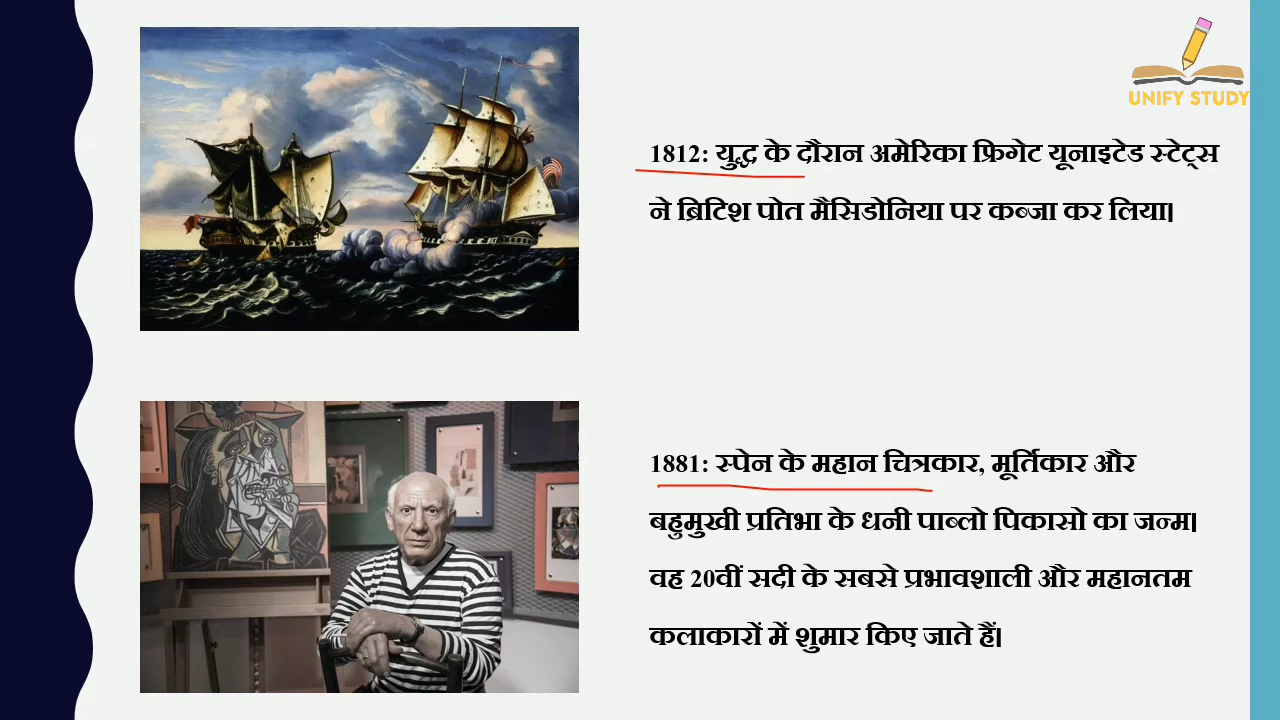 UNIFY STUDY
1812: युद्ध के दौरान अमेरिका फ्रिगेट यूनाइटेड स्टेट्स
ने ब्रिटिश पोत मैसिडोनिया पर कब्जा कर लिया।
1881: स्पेन के महान चित्रकार, मूर्तिकार और
बहुमुखी प्रतिभा के धनी पाब्लो पिकासो का जन्म।
वह 20वीं सदी के सबसे प्रभावशाली और महानतम
कलाकारों में शुमार किए जाते हैं।